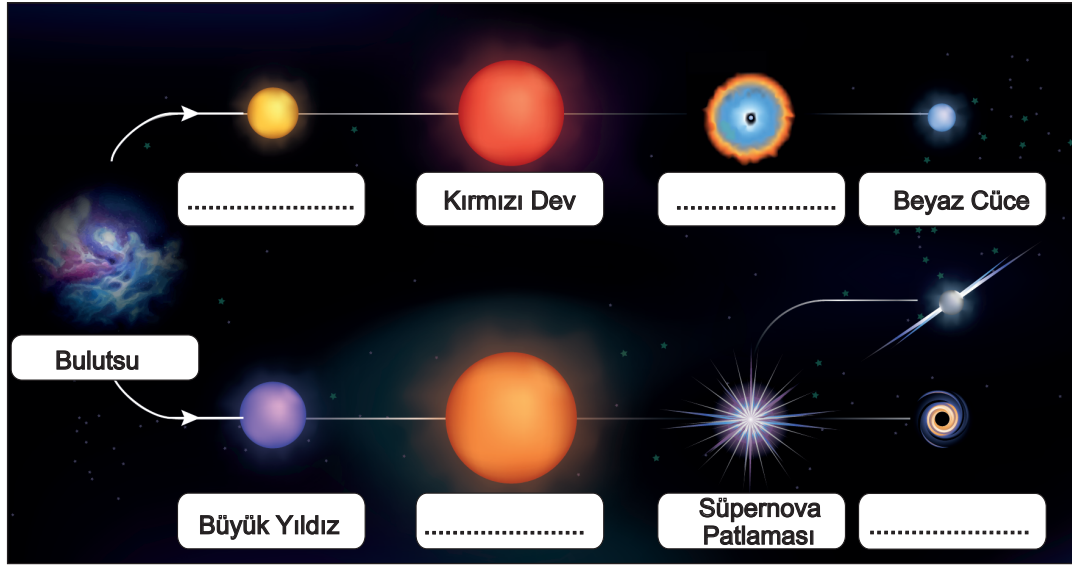 ........................
Kırmızı Dev
.......................
Beyaz Cüce
Bulutsu
Büyük Yıldız
.......................
Süpernova
Patlaması
.......................